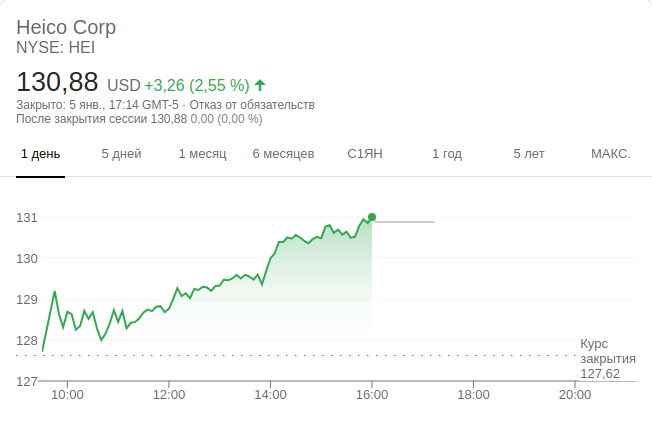 Heico Corp
NYSE: HEI
130,88 USD +3,26 (2,55 %)
Закрыто: 5 янв., 17:14 GMT-5 · Отказ от обязательств
После закрытия сессии 130,88 0,00 (0,00 %)
1 день 5 дней 1 месяц 6 месяцев С1ЯН 1 год 5 лет МАКС.
131
130
129
128
127
Курс
закрытия
127,62
10:00 12:00 14:00 16:00 18:00 20:00